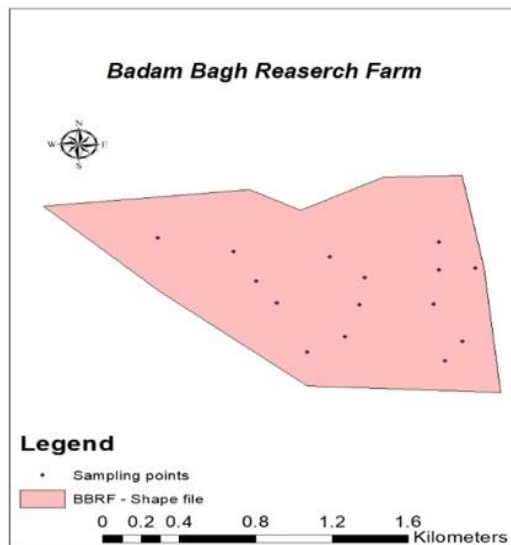 Badam Bagh Reaserch Farm
N
W E
S
Legend
Sampling points
BBRF - Shape file
0 0.2 0.4 0.8 1.2 1.6
Kilometers